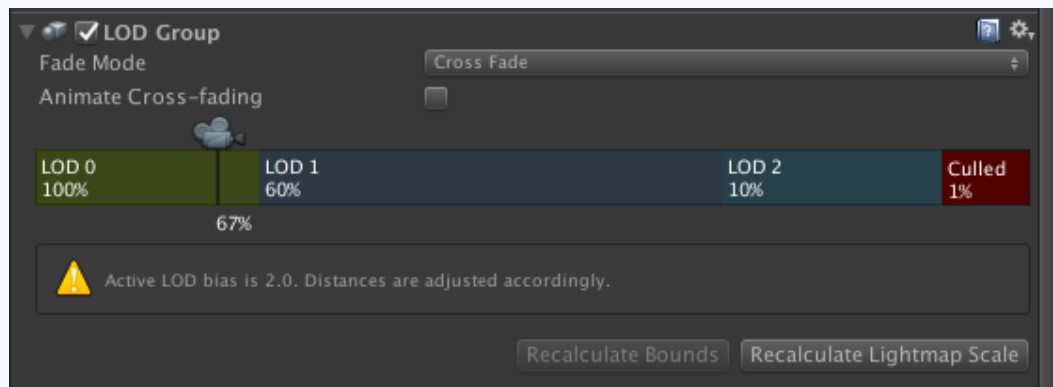 LOD Group
Fade Mode Cross Fade
Animate Cross-fading
LOD 0 LOD 1 LOD 2 Culled
100% 60% 10% 1%
67%
Active LOD bias is 2.0. Distances are adjusted accordingly.
Recalculate Bounds Recalculate Lightmap Scale